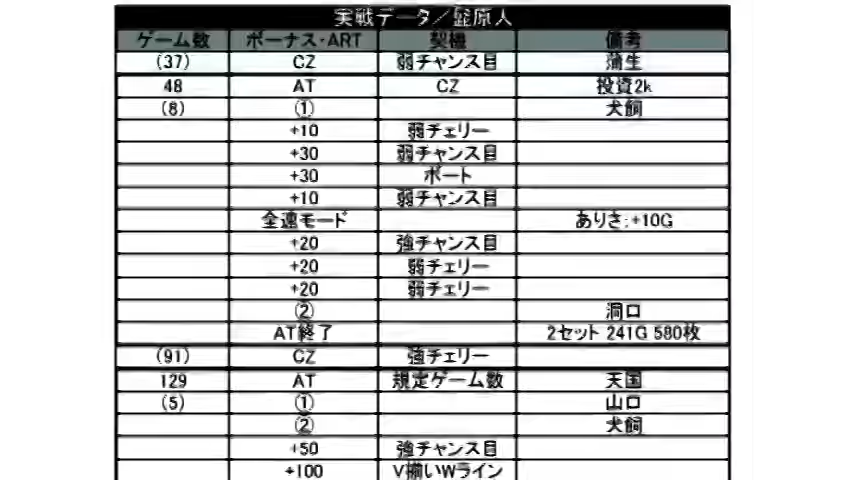 実戦データ／藍原人
ゲーム数 ボーナス・ART 契機 備考
(37) CZ 弱チャンス目 蒲生
48 AT CZ 投資2k
(8) ① 犬飼
+10 弱チェリー
+30 弱チャンス目
+30 ボート
+10 弱チャンス目
全速モード ありさ:+10G
+20 強チャンス目
+20 弱チェリー
+20 弱チェリー
② 洞口
AT終了 2セット 241G 580枚
(91) CZ 強チェリー
129 AT 規定ゲーム数 天国
(5) ① 山口
② 犬飼
+50 強チャンス目
+100 V揃いWライン